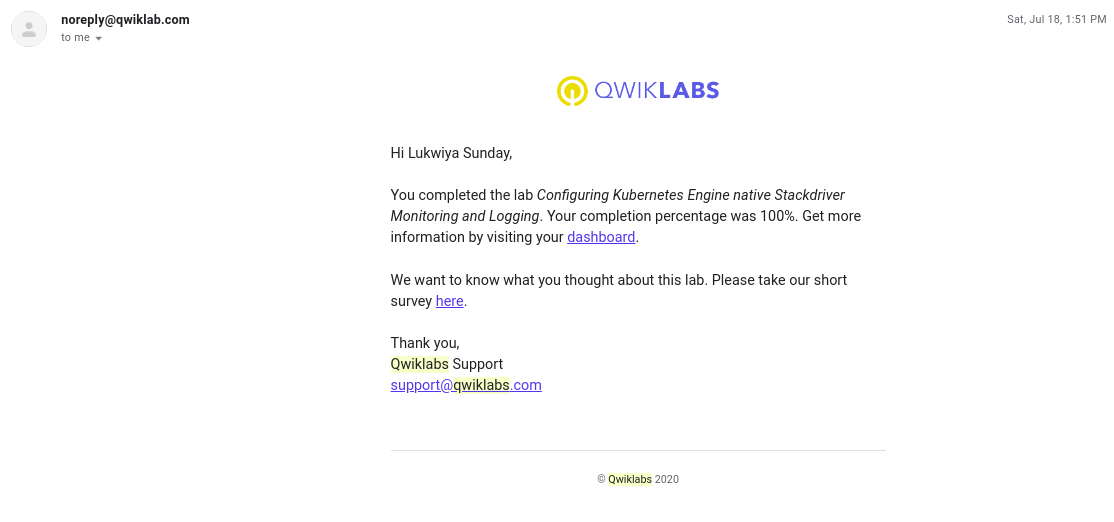 noreply@qwiklab.com
Sat, Jul 18, 1:51 PM
to me
QWIKLABS
Hi Lukwiya Sunday,
You completed the lab Configuring Kubernetes Engine native Stackdriver
Monitoring and Logging. Your completion percentage was 100%. Get more
information by visiting your dashboard.
We want to know what you thought about this lab. Please take our short
survey here.
Thank you,
Qwiklabs Support
support@qwiklabs.com
© Qwiklabs 2020